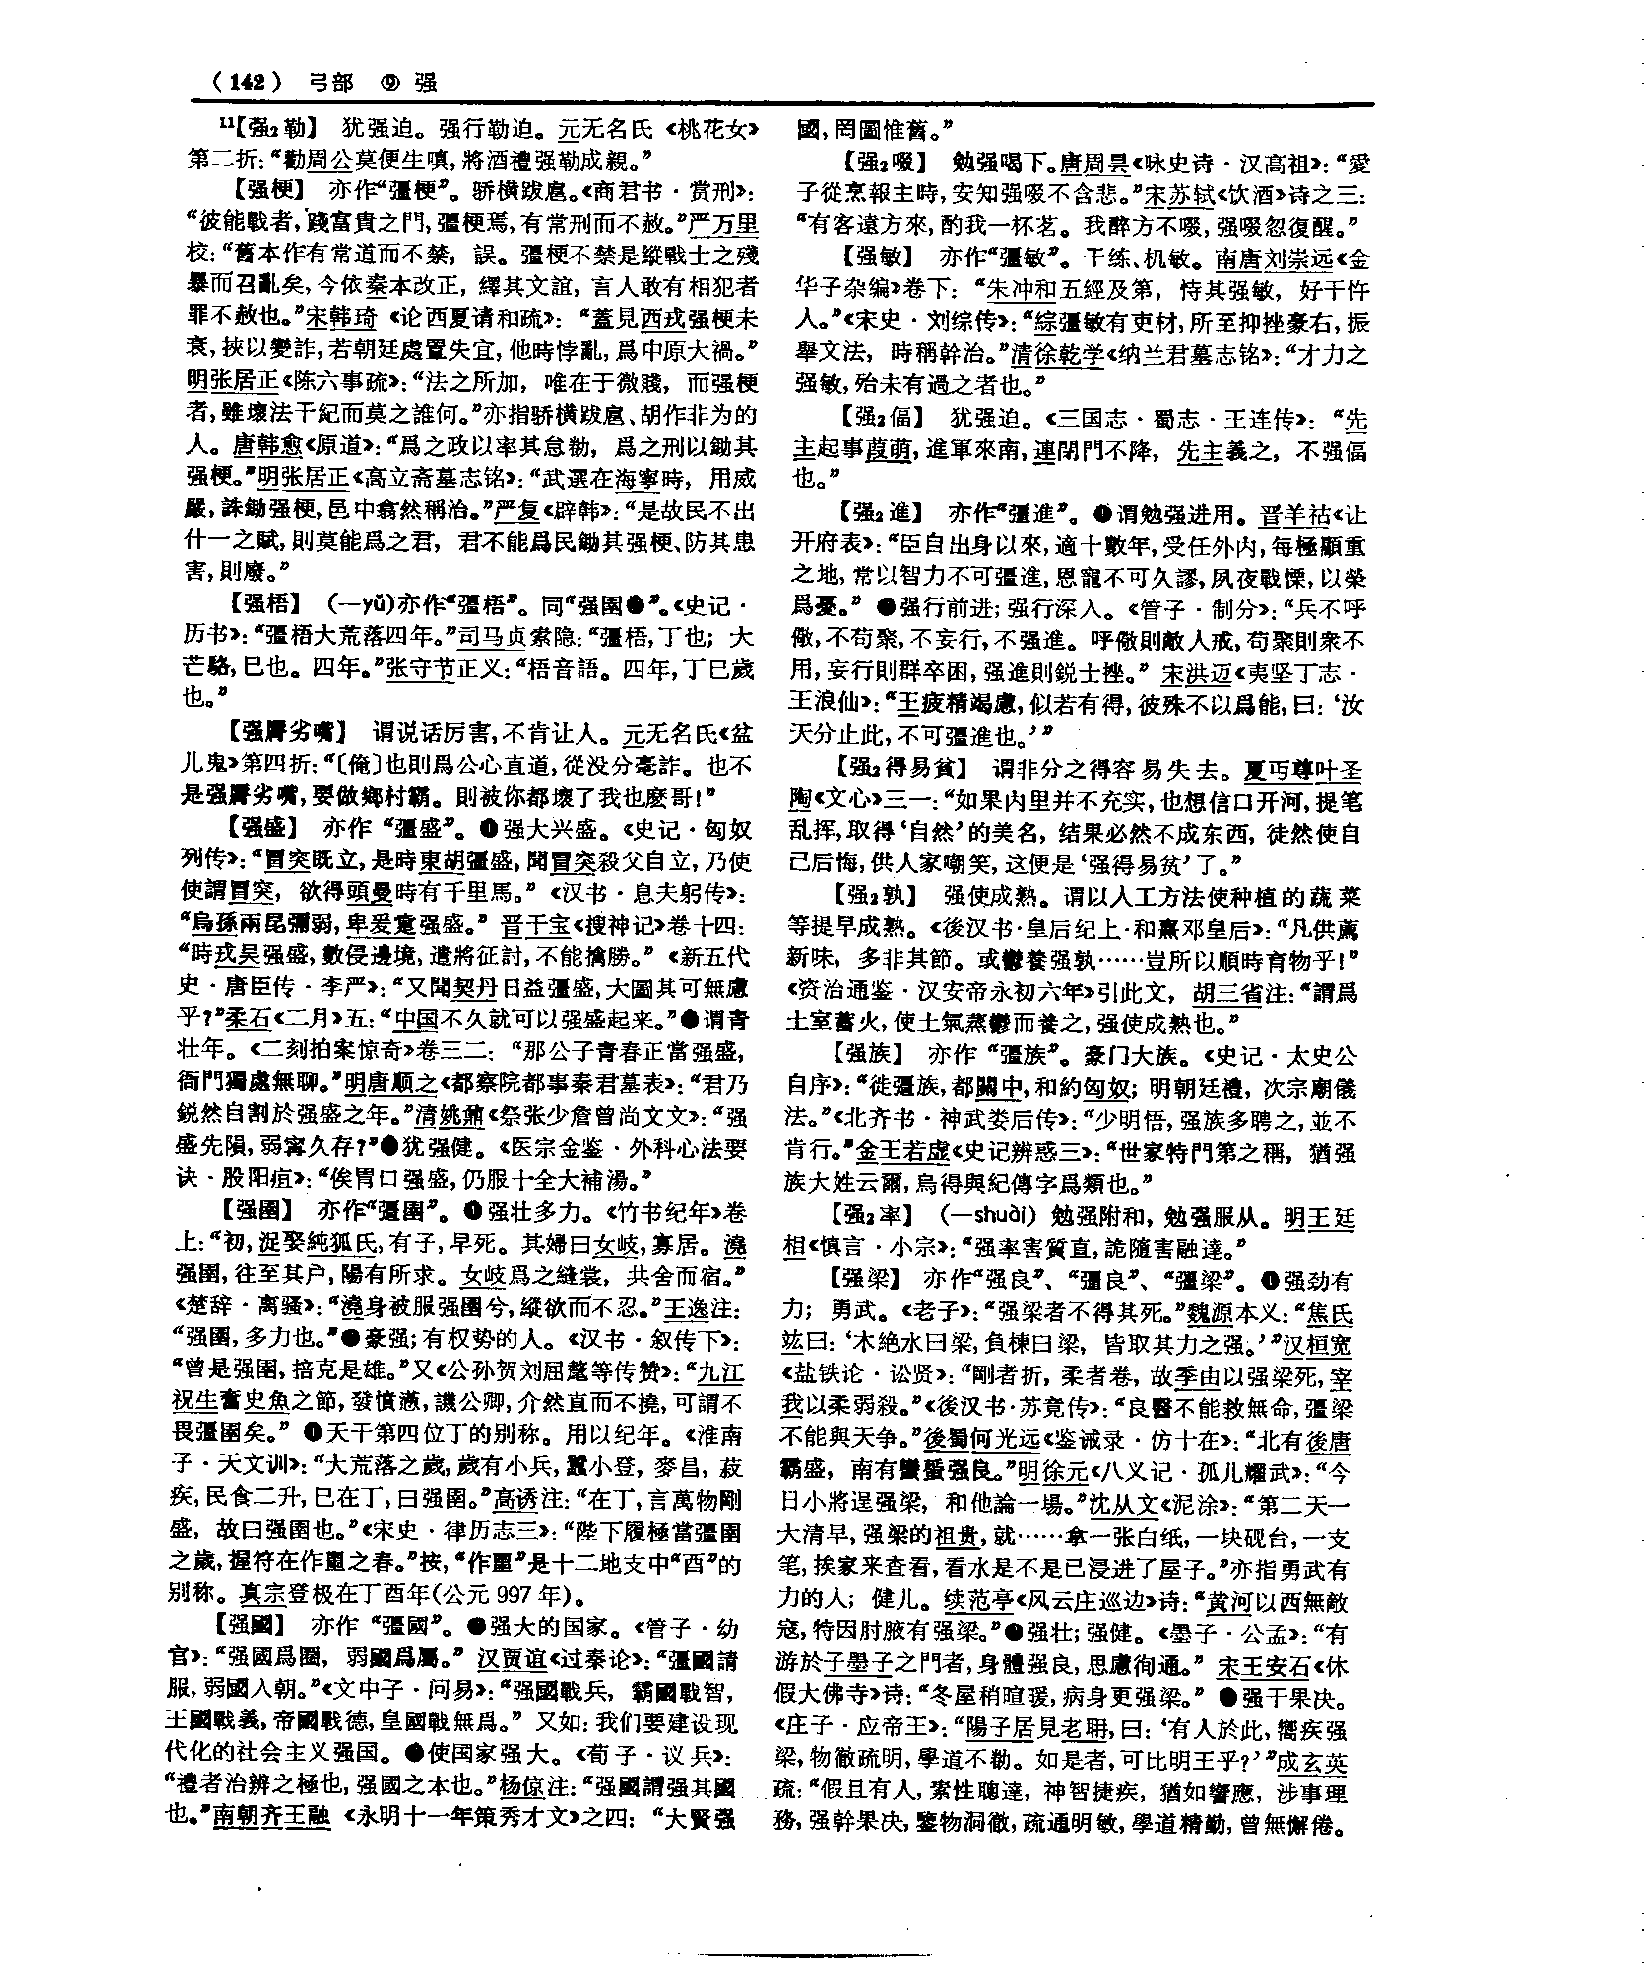 （142） 弓部 ⑨ 强
¹¹【强₂勒】 犹强迫。强行勒迫。元无名氏《桃花女》
第二折：“勸周公莫便生嗔，將酒禮强勒成親。”
【强梗】 亦作“彊梗”。骄横跋扈。《商君书·赏刑》：
“彼能戰者，踐富貴之門，彊梗焉，有常刑而不赦。”严万里
校：“舊本作有常道而不禁，誤。彊梗不禁是縱戰士之殘
暴而召亂矣，今依秦本改正，繹其文誼，言人敢有相犯者
罪不赦也。”宋韩琦《论西夏请和疏》：“蓋見西戎强梗未
衰，挾以變詐，若朝廷處置失宜，他時悖亂，爲中原大禍。”
明张居正《陈六事疏》：“法之所加，唯在于微賤，而强梗
者，雖壞法干紀而莫之誰何。”亦指骄横跋扈、胡作非为的
人。唐韩愈《原道》：“爲之政以率其怠勌，爲之刑以鋤其
强梗。”明张居正《高立斋墓志铭》：“武選在海寧時，用威
嚴，誅鋤强梗，邑中翕然稱治。”严复《辟韩》：“是故民不出
什一之賦，則莫能爲之君，君不能爲民鋤其强梗、防其患
害，則廢。”
【强梧】 （—yǔ）亦作“彊梧”。同“强圉❸”。《史记·
历书》：“彊梧大荒落四年。”司马贞索隐：“彊梧，丁也；大
芒駱，巳也。四年。”张守节正义：“梧音語。四年，丁巳歲
也。”
【强脣劣嘴】 谓说话厉害，不肯让人。元无名氏《盆
儿鬼》第四折：“〔俺〕也則爲公心直道，從没分毫詐。也不
是强脣劣嘴，要做鄉村霸。則被你都壞了我也麽哥！”
【强盛】 亦作“彊盛”。❶强大兴盛。《史记·匈奴
列传》：“冒突既立，是時東胡彊盛，聞冒突殺父自立，乃使
使謂冒突，欲得頭曼時有千里馬。”《汉书·息夫躬传》：
“烏孫兩昆彌弱，卑爰疐强盛。”晋干宝《搜神记》卷十四：
“時戎吴强盛，數侵邊境，遣將征討，不能擒勝。”《新五代
史·唐臣传·李严》：“又聞契丹日益彊盛，大國其可無慮
乎？”柔石《二月》五：“中国不久就可以强盛起来。”❷谓青
壮年。《二刻拍案惊奇》卷三二：“那公子青春正當强盛，
衙門獨處無聊。”明唐顺之《都察院都事秦君墓表》：“君乃
鋭然自割於强盛之年。”清姚鼐《祭张少詹曾尚文文》：“强
盛先隕，弱寗久存？”❸犹强健。《医宗金鉴·外科心法要
诀·股阳疽》：“俟胃口强盛，仍服十全大補湯。”
【强圉】 亦作“彊圉”。❶强壮多力。《竹书纪年》卷
上：“初，浞娶純狐氏，有子，早死。其婦曰女岐，寡居。澆
强圉，往至其户，陽有所求。女岐爲之縫裳，共舍而宿。”
《楚辞·离骚》：“澆身被服强圉兮，縱欲而不忍。”王逸注：
“强圉，多力也。”❷豪强；有权势的人。《汉书·叙传下》：
“曾是强圉，掊克是雄。”又《公孙贺刘屈氂等传赞》：“九江
祝生奮史魚之節，發憤懣，譏公卿，介然直而不撓，可謂不
畏彊圉矣。”❸天干第四位丁的别称。用以纪年。《淮南
子·天文训》：“大荒落之歲，歲有小兵，蠶小登，麥昌，菽
疾，民食二升，巳在丁，曰强圉。”高诱注：“在丁，言萬物剛
盛，故曰强圉也。”《宋史·律历志三》：“陛下履極當彊圉
之歲，握符在作噩之春。”按，“作噩”是十二地支中“酉”的
别称。真宗登极在丁酉年（公元 997 年）。
【强國】 亦作“彊國”。❶强大的国家。《管子·幼
官》：“强國爲圈，弱國爲屬。”汉贾谊《过秦论》：“彊國請
服，弱國入朝。”《文中子·问易》：“强國戰兵，霸國戰智，
王國戰義，帝國戰德，皇國戰無爲。”又如：我们要建设现
代化的社会主义强国。❷使国家强大。《荀子·议兵》：
“禮者治辨之極也，强國之本也。”杨倞注：“强國謂强其國
也。”南朝齐王融《永明十一年策秀才文》之四：“大賢强
國，罔圖惟舊。”
【强₂啜】 勉强喝下。唐周昙《咏史诗·汉高祖》：“愛
子從烹報主時，安知强啜不含悲。”宋苏轼《饮酒》诗之三：
“有客遠方來，酌我一杯茗。我醉方不啜，强啜忽復醒。”
【强敏】 亦作“彊敏”。干练、机敏。南唐刘崇远《金
华子杂编》卷下：“朱冲和五經及第，恃其强敏，好干忤
人。”《宋史·刘综传》：“綜彊敏有吏材，所至抑挫豪右，振
舉文法，時稱幹治。”清徐乾学《纳兰君墓志铭》：“才力之
强敏，殆未有過之者也。”
【强₂偪】 犹强迫。《三国志·蜀志·王连传》：“先
主起事葭萌，進軍來南，連閉門不降，先主義之，不强偪
也。”
【强₂進】 亦作“彊進”。❶谓勉强进用。晋羊祜《让
开府表》：“臣自出身以來，適十數年，受任外内，每極顯重
之地，常以智力不可彊進，恩寵不可久謬，夙夜戰慄，以榮
爲憂。”❷强行前进；强行深入。《管子·制分》：“兵不呼
儆，不苟聚，不妄行，不强進。呼儆則敵人戒，苟聚則衆不
用，妄行則群卒困，强進則鋭士挫。”宋洪迈《夷坚丁志·
王浪仙》：“王疲精竭慮，似若有得，彼殊不以爲能，曰：‘汝
天分止此，不可彊進也。’”
【强₂得易貧】 谓非分之得容易失去。夏丏尊叶圣
陶《文心》三一：“如果内里并不充实，也想信口开河，提笔
乱挥，取得‘自然’的美名，结果必然不成东西，徒然使自
己后悔，供人家嘲笑，这便是‘强得易贫’了。”
【强₂孰】 强使成熟。谓以人工方法使种植的蔬菜
等提早成熟。《後汉书·皇后纪上·和熹邓皇后》：“凡供薦
新味，多非其節。或鬱養强孰……豈所以順時育物乎！”
《资治通鉴·汉安帝永初六年》引此文，胡三省注：“謂爲
土室蓄火，使土氣蒸鬱而養之，强使成熟也。”
【强族】 亦作“彊族”。豪门大族。《史记·太史公
自序》：“徙彊族，都關中，和約匈奴；明朝廷禮，次宗廟儀
法。”《北齐书·神武娄后传》：“少明悟，强族多聘之，並不
肯行。”金王若虚《史记辨惑三》：“世家特門第之稱，猶强
族大姓云爾，烏得與紀傳字爲類也。”
【强₂率】 （—shuài）勉强附和，勉强服从。明王廷
相《慎言·小宗》：“强率害質直，詭隨害融達。”
【强梁】 亦作“强良”、“彊良”、“彊梁”。❶强劲有
力；勇武。《老子》：“强梁者不得其死。”魏源本义：“焦氏
竑曰：‘木絶水曰梁，負棟曰梁，皆取其力之强。’”汉桓宽
《盐铁论·讼贤》：“剛者折，柔者卷，故季由以强梁死，宰
我以柔弱殺。”《後汉书·苏竟传》：“良醫不能救無命，彊梁
不能與天争。”後蜀何光远《鉴诫录·仿十在》：“北有後唐
霸盛，南有蠻蜑强良。”明徐元《八义记·孤儿耀武》：“今
日小將逞强梁，和他論一場。”沈从文《泥涂》：“第二天一
大清早，强梁的祖贵，就……拿一张白纸，一块砚台，一支
笔，挨家来查看，看水是不是已浸进了屋子。”亦指勇武有
力的人；健儿。续范亭《风云庄巡边》诗：“黄河以西無敵
寇，特因肘腋有强梁。”❷强壮；强健。《墨子·公孟》：“有
游於子墨子之門者，身體强良，思慮徇通。”宋王安石《休
假大佛寺》诗：“冬屋稍暄暖，病身更强梁。”❸强干果决。
《庄子·应帝王》：“陽子居見老聃，曰：‘有人於此，嚮疾强
梁，物徹疏明，學道不勌。如是者，可比明王乎？’”成玄英
疏：“假且有人，素性聰達，神智捷疾，猶如響應，涉事理
務，强幹果决，鑒物洞徹，疏通明敏，學道精勤，曾無懈倦。